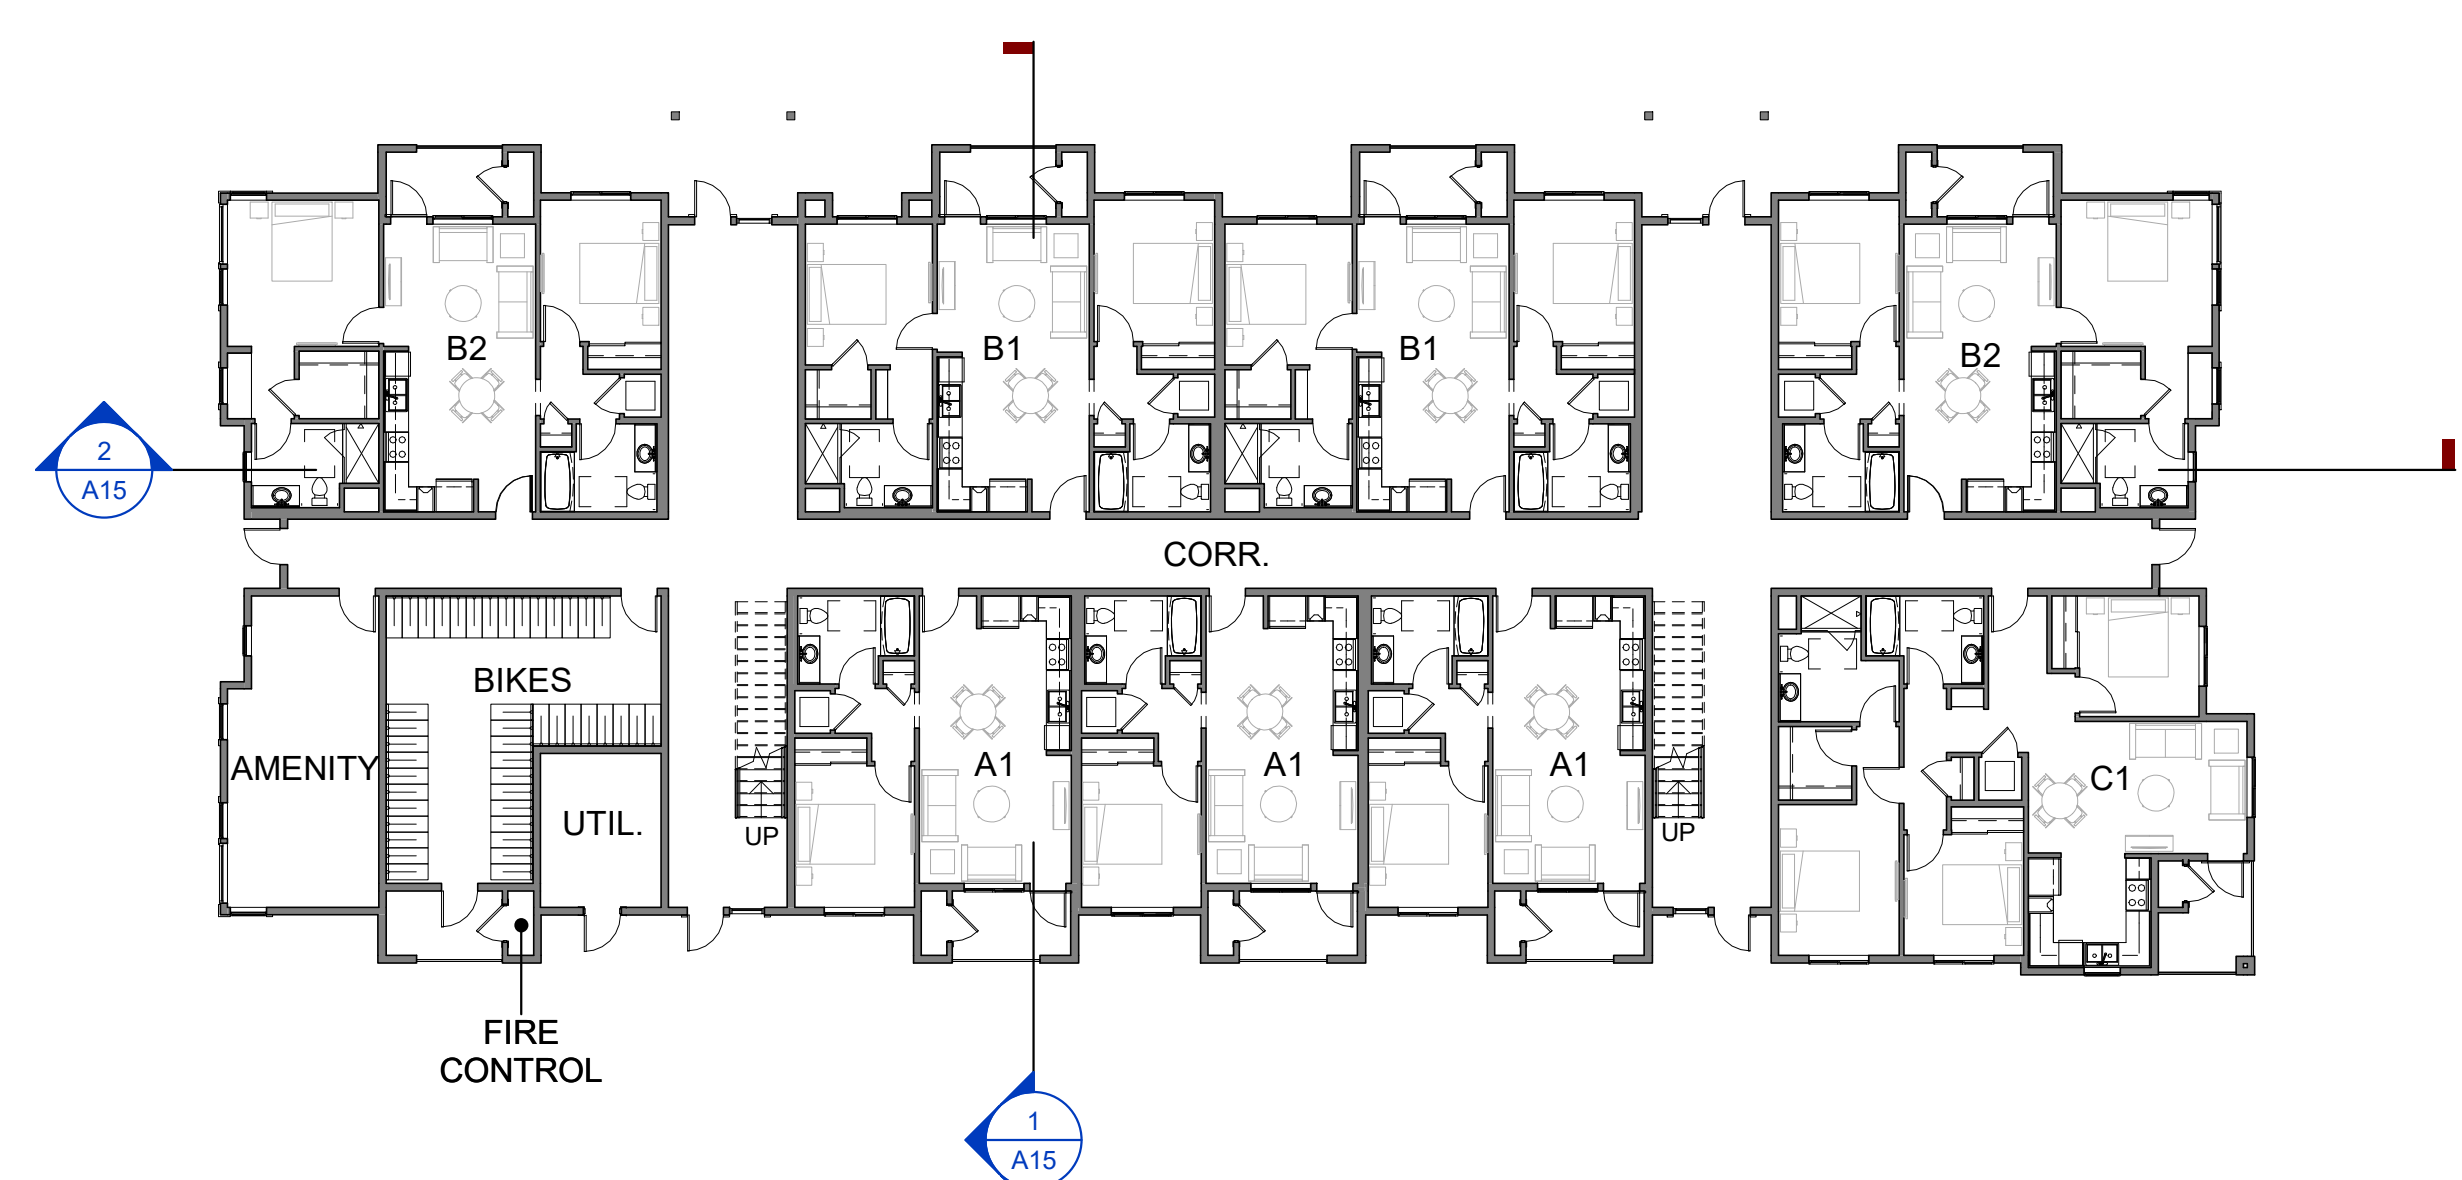 B2
B1
B1
B2
2
A15
CORR.
BIKES
AMENITY
A1
A1
A1
C1
UTIL.
UP
UP
FIRE
CONTROL
1
A15